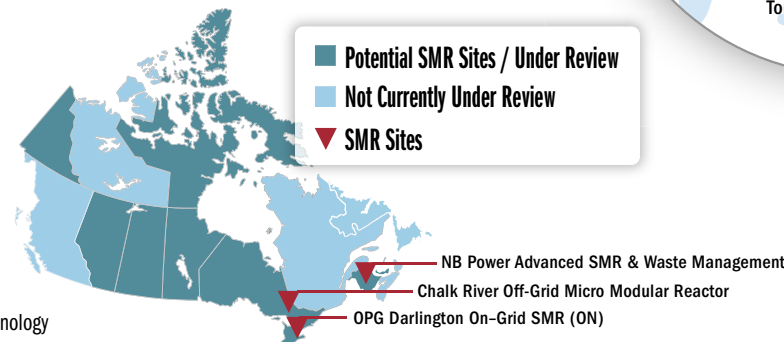 To
Potential SMR Sites / Under Review
Not Currently Under Review
SMR Sites
NB Power Advanced SMR & Waste Management
Chalk River Off-Grid Micro Modular Reactor
OPG Darlington On–Grid SMR (ON)
nology